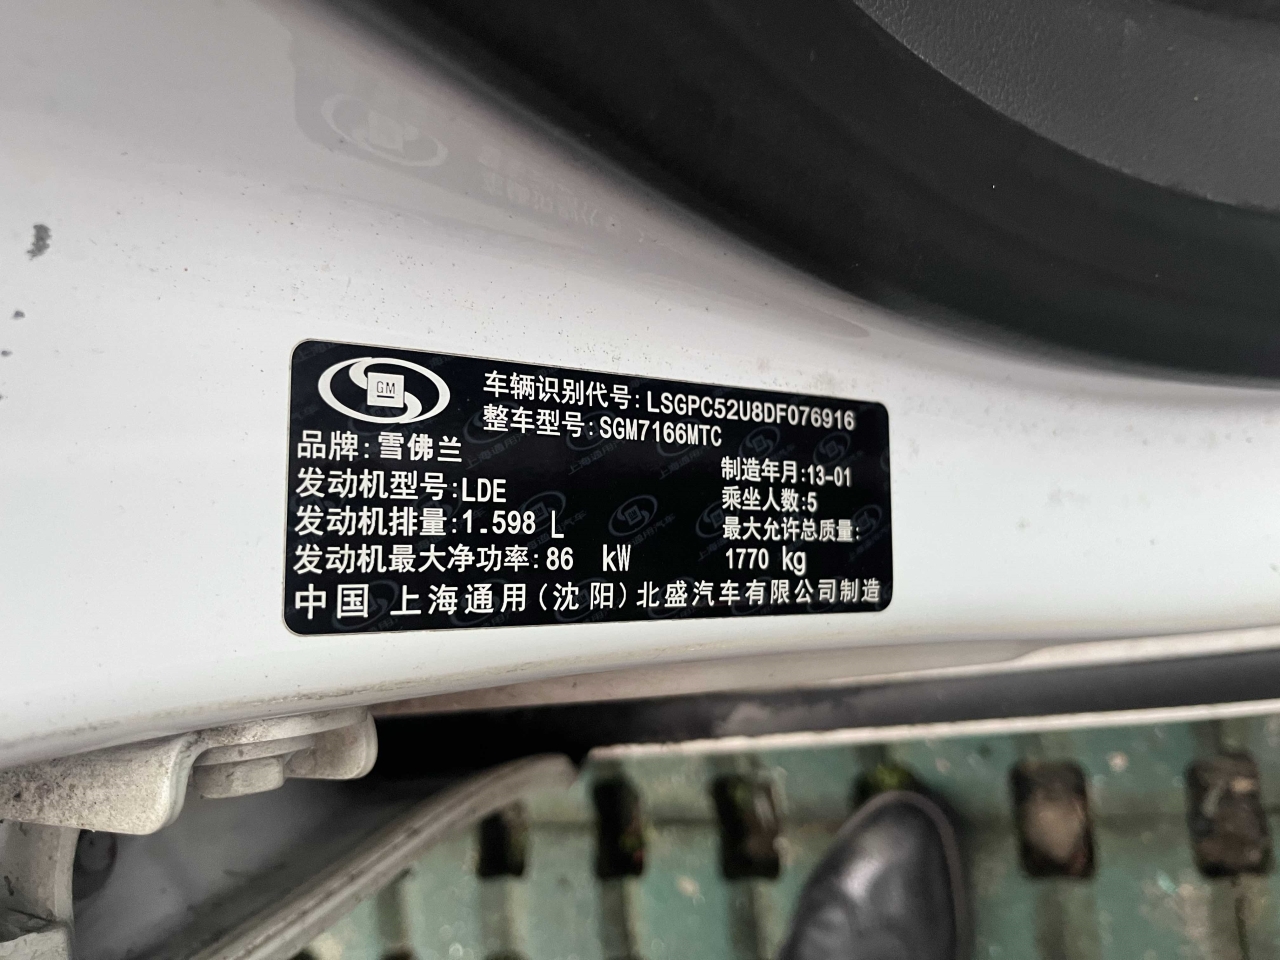 GM
车辆识别代号:LSGPC52U8DF076916
整车型号:SGM7166MTC
品牌:雪佛兰
制造年月:13-01
发动机型号:LDE
乘坐人数:5
发动机排量:1.598 L
最大允许总质量:
发动机最大净功率:86 kW
1770 kg
中国 上海通用(沈阳)北盛汽车有限公司制造